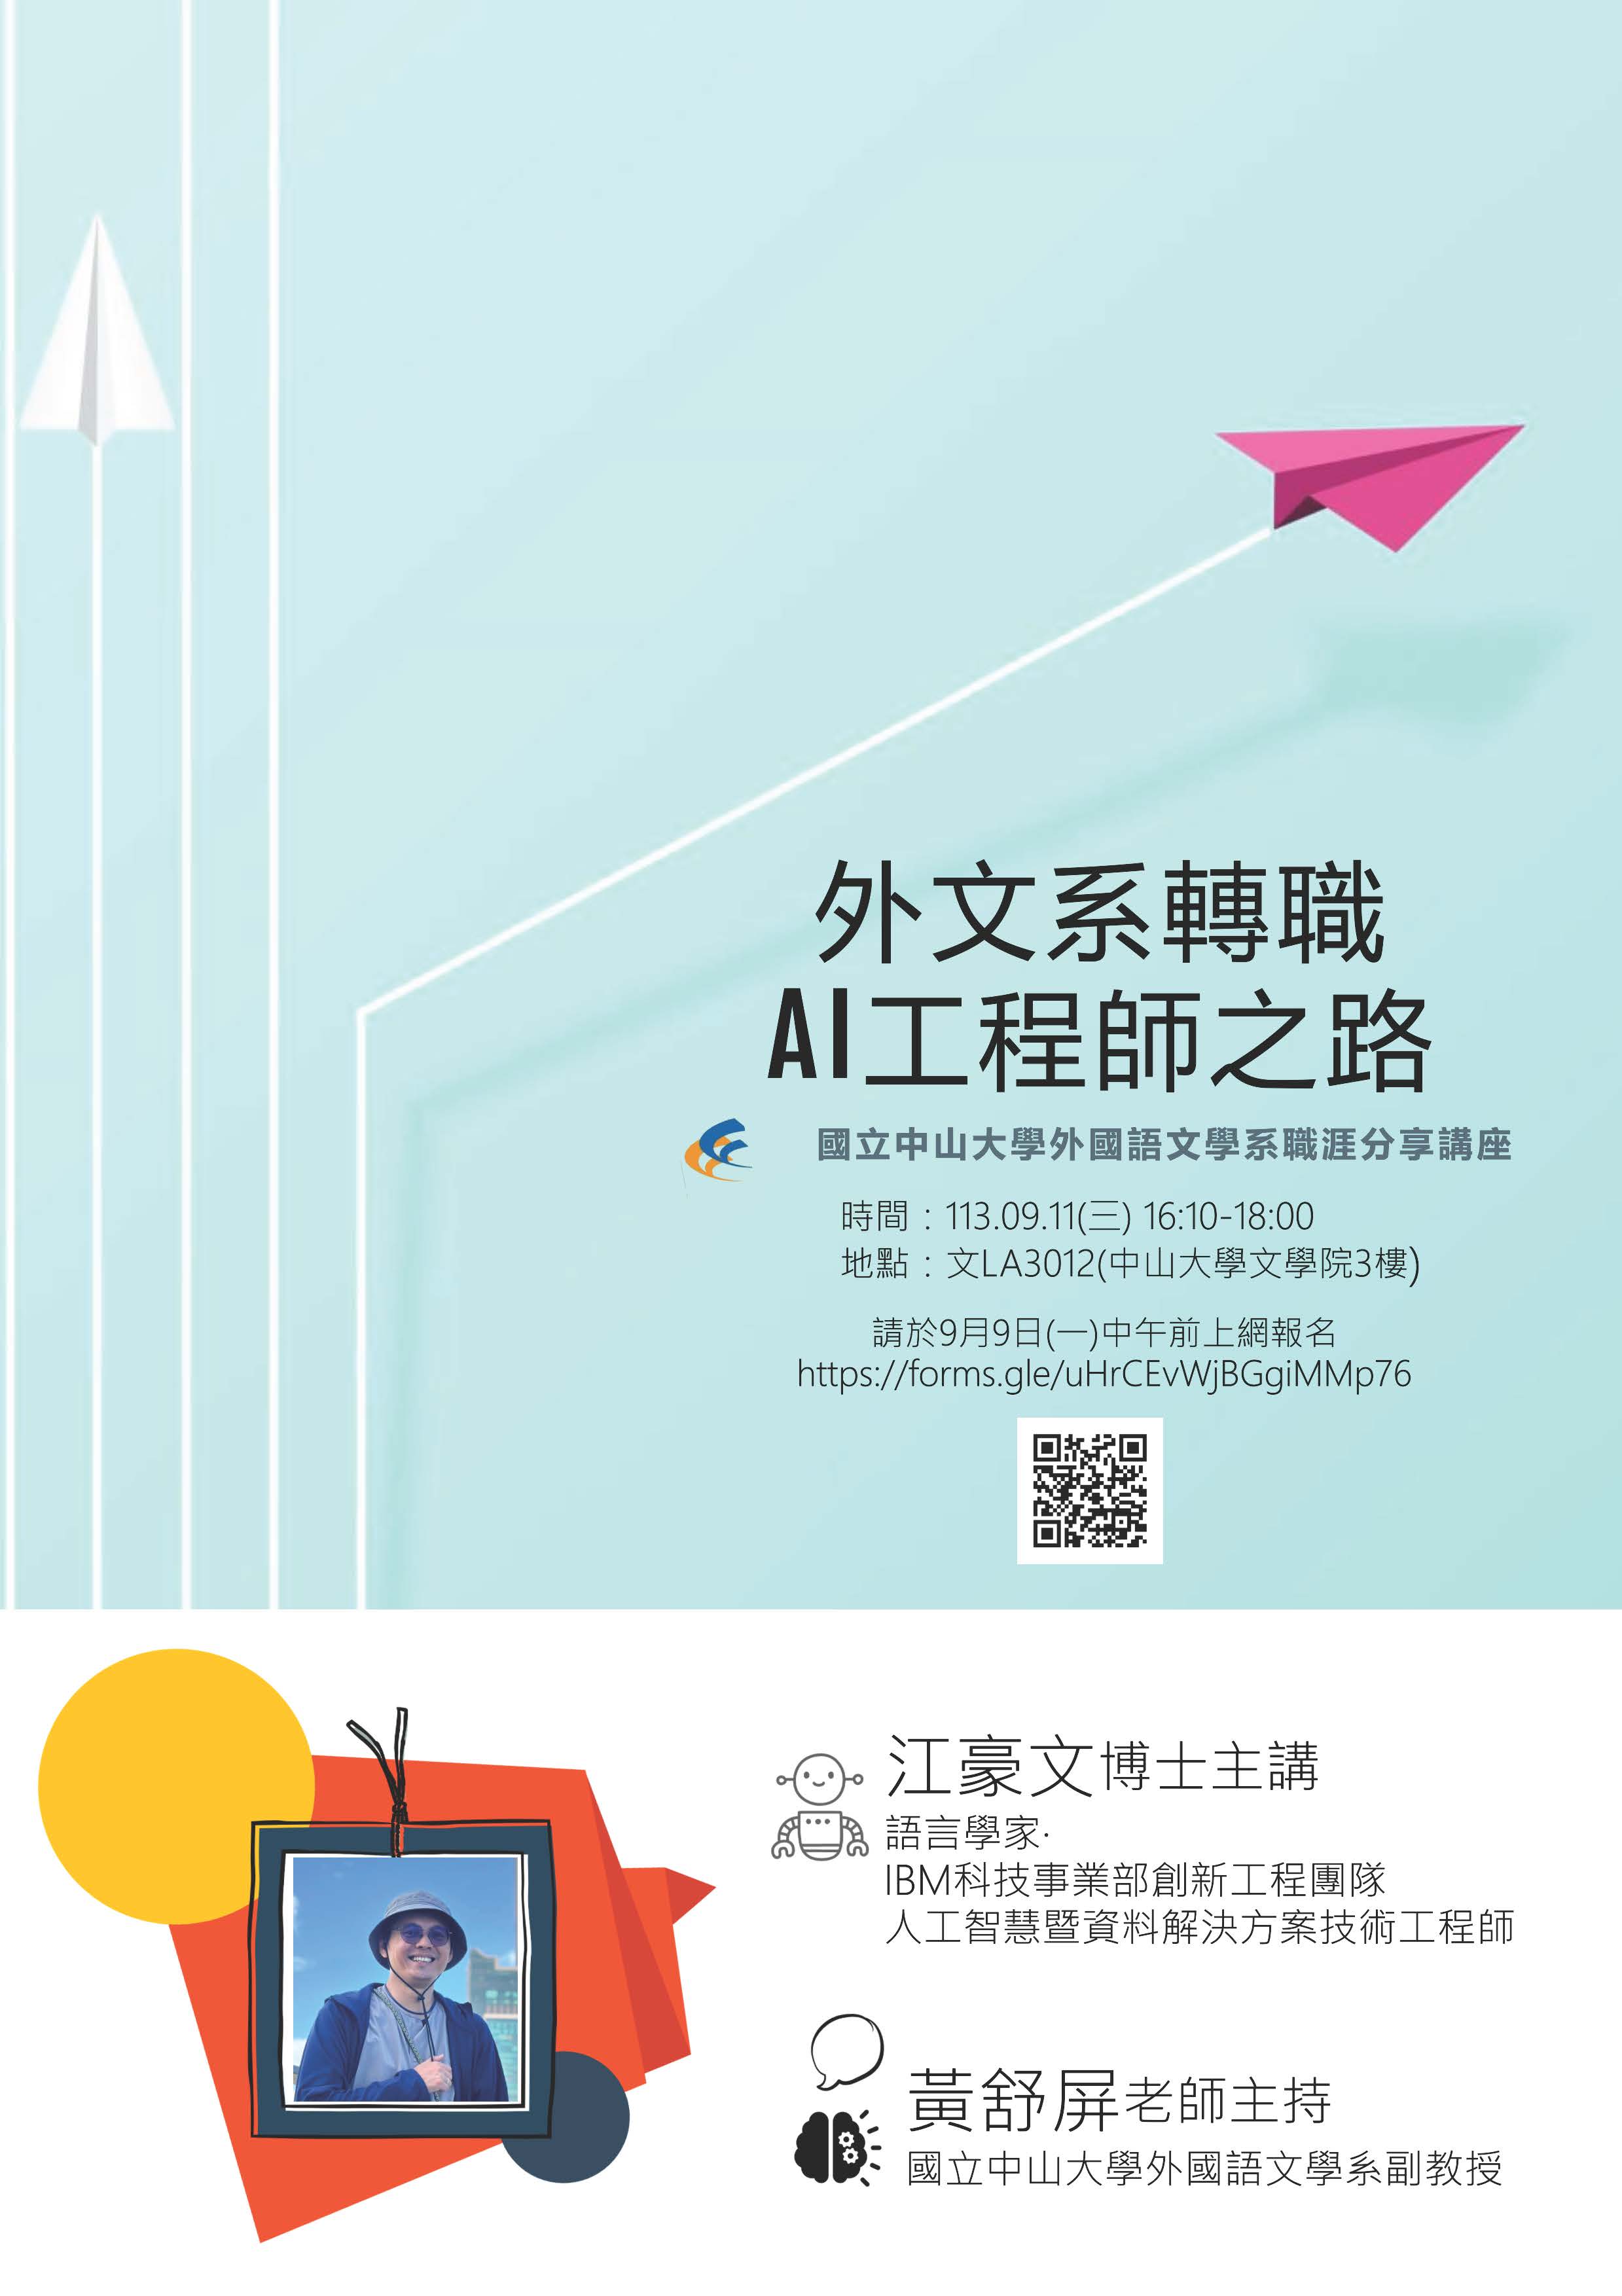 外文系轉職
AI工程師之路
國立中山大學外國語文學系職涯分享講座
時間：113.09.11(三) 16:10-18:00
地點：文LA3012(中山大學文學院3樓)
請於9月9日(一)中午前上網報名
https://forms.gle/uHrCEvWjBGgiMMp76
江豪文博士主講
語言學家·
IBM科技事業部創新工程團隊
人工智慧暨資料解決方案技術工程師
黃舒屏老師主持
國立中山大學外國語文學系副教授